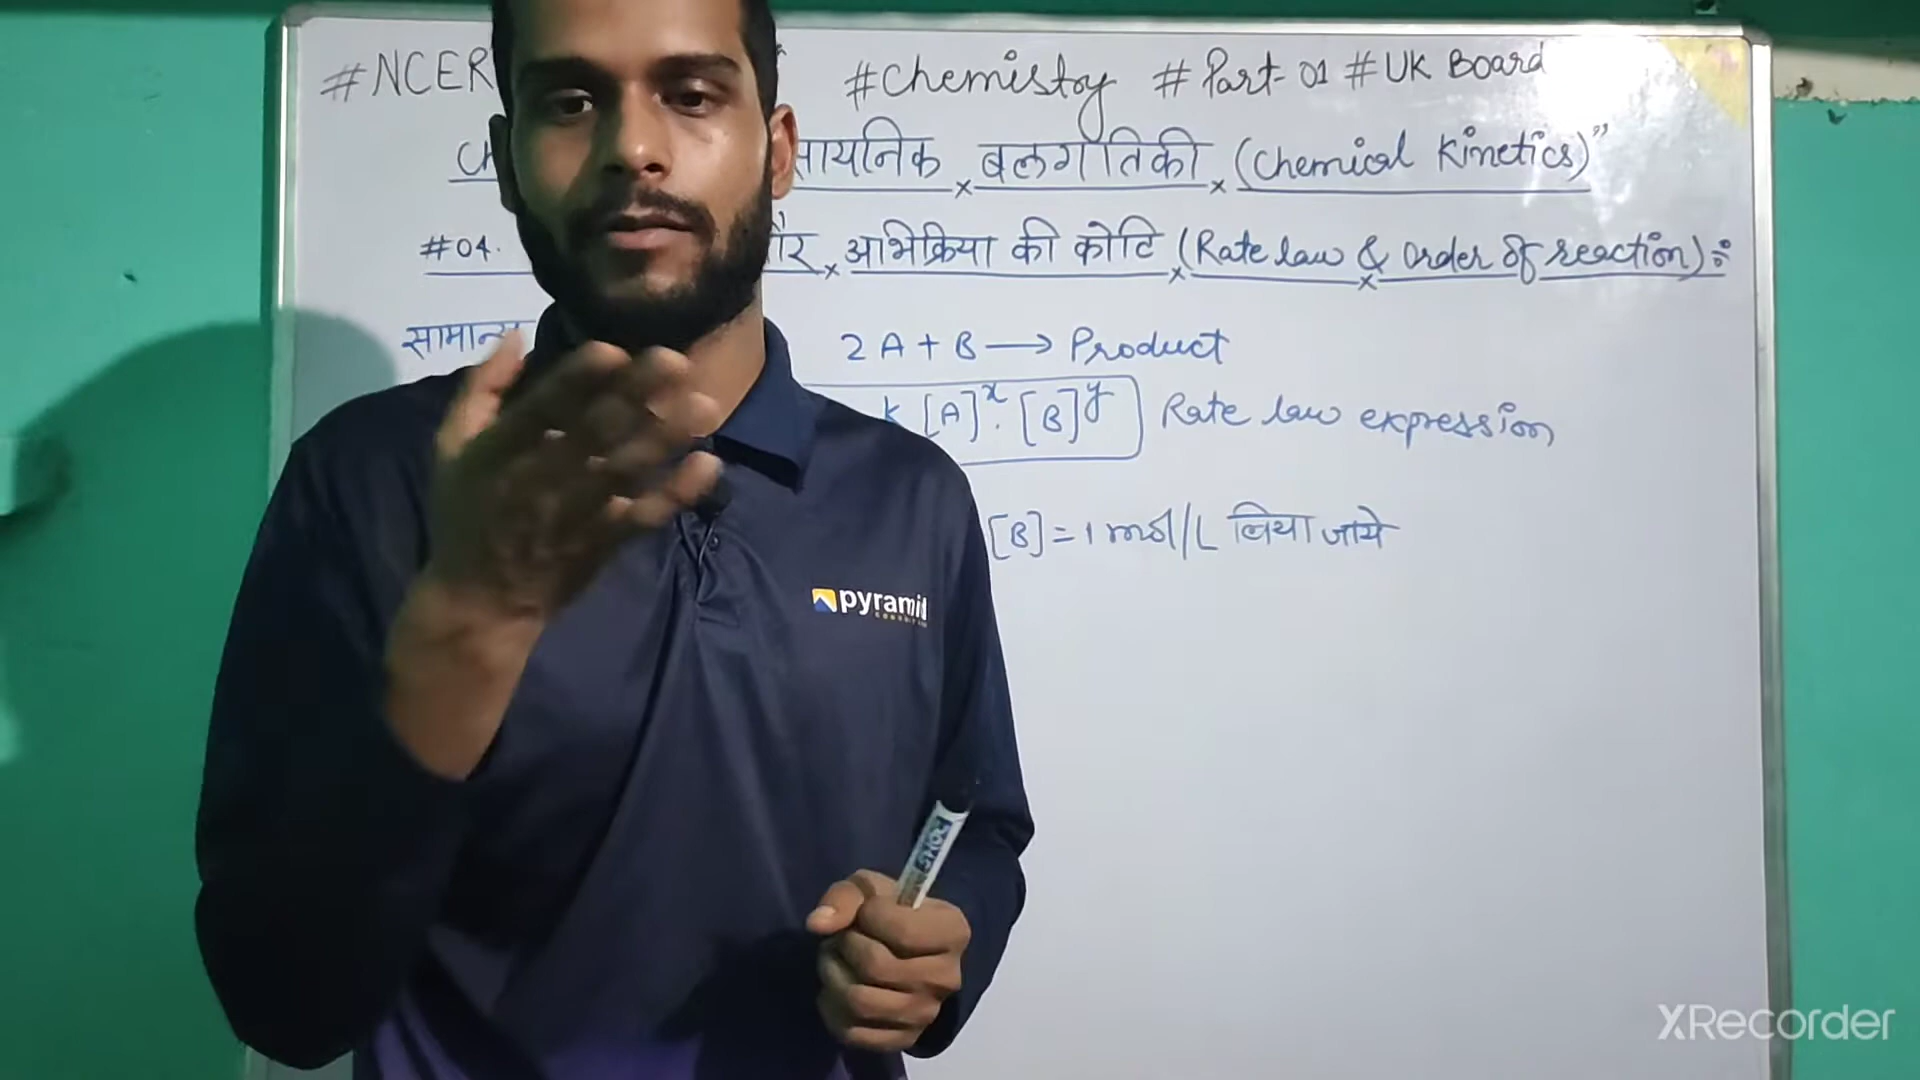 #NCER #Chemistry #Part-01 #UK Board
Ch सायनिक बलगतिकी (Chemical Kinetics)"
#04. और अभिक्रिया की कोटि (Rate law & Order of reaction):
सामान्य 2A + B ⟶ Product
k [A]ˣ. [B]ʸ Rate law expression
[B] = 1 mol/L लिया जाये
pyramid
XRecorder